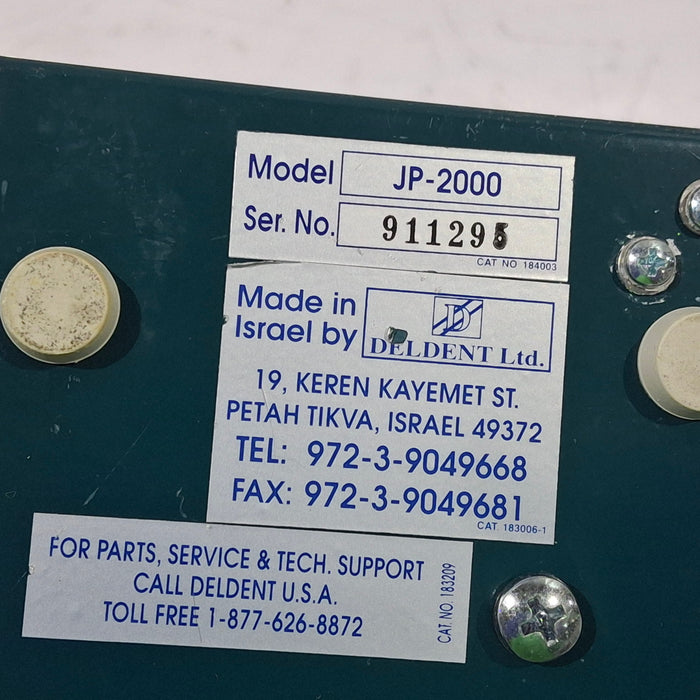 Model JP-2000
Ser. No. 91129
CAT NO 184003
Made in
Israel by
D
DELDENT Ltd.
19, KEREN KAYEMET ST.
PETAH TIKVA, ISRAEL 49372
TEL: 972-3-9049668
FAX: 972-3-9049681
CAT. 183006-1
FOR PARTS, SERVICE & TECH. SUPPORT
CALL DELDENT U.S.A.
TOLL FREE 1-877-626-8872
CAT. NO. 183209